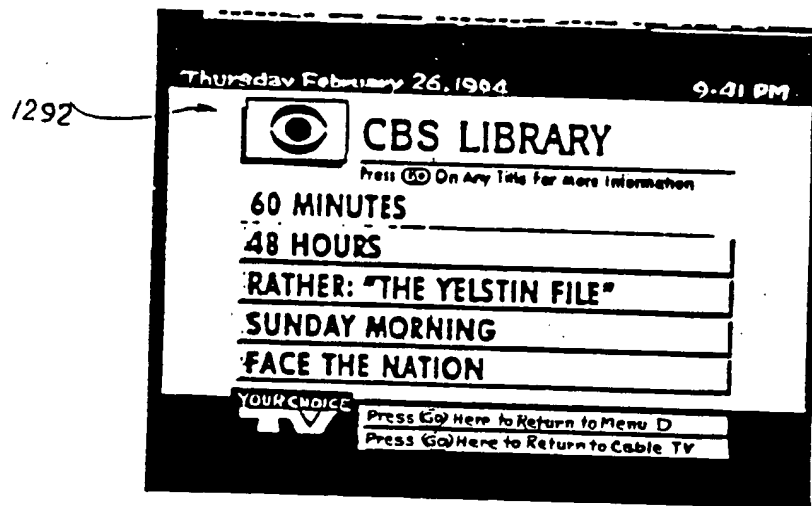 Thursday February 26, 1994 9:41 PM
1292
CBS LIBRARY
Press Go On Any Title For More Information
60 MINUTES
48 HOURS
RATHER: "THE YELSTIN FILE"
SUNDAY MORNING
FACE THE NATION
YOUR CHOICE
TV
Press Go Here to Return to Menu D
Press Go Here to Return to Cable TV